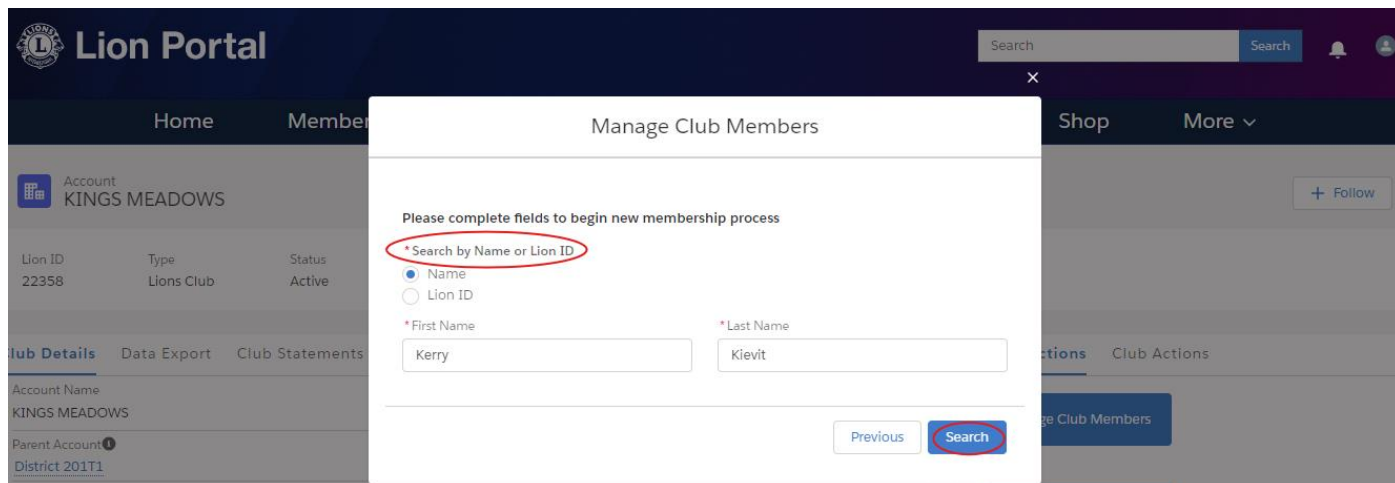 LIONS
L
INTERNATIONAL
Lion Portal
Search
Search
Home
Member
Shop
More
Manage Club Members
Account
KINGS MEADOWS
+ Follow
Lion ID
22358
Type
Lions Club
Status
Active
Please complete fields to begin new membership process
*Search by Name or Lion ID
Name
Lion ID
*First Name
*Last Name
Kerry
Kievit
Previous
Search
lub Details
Data Export
Club Statements
ctions
Club Actions
Account Name
KINGS MEADOWS
Parent Account
District 201T1
ge Club Members